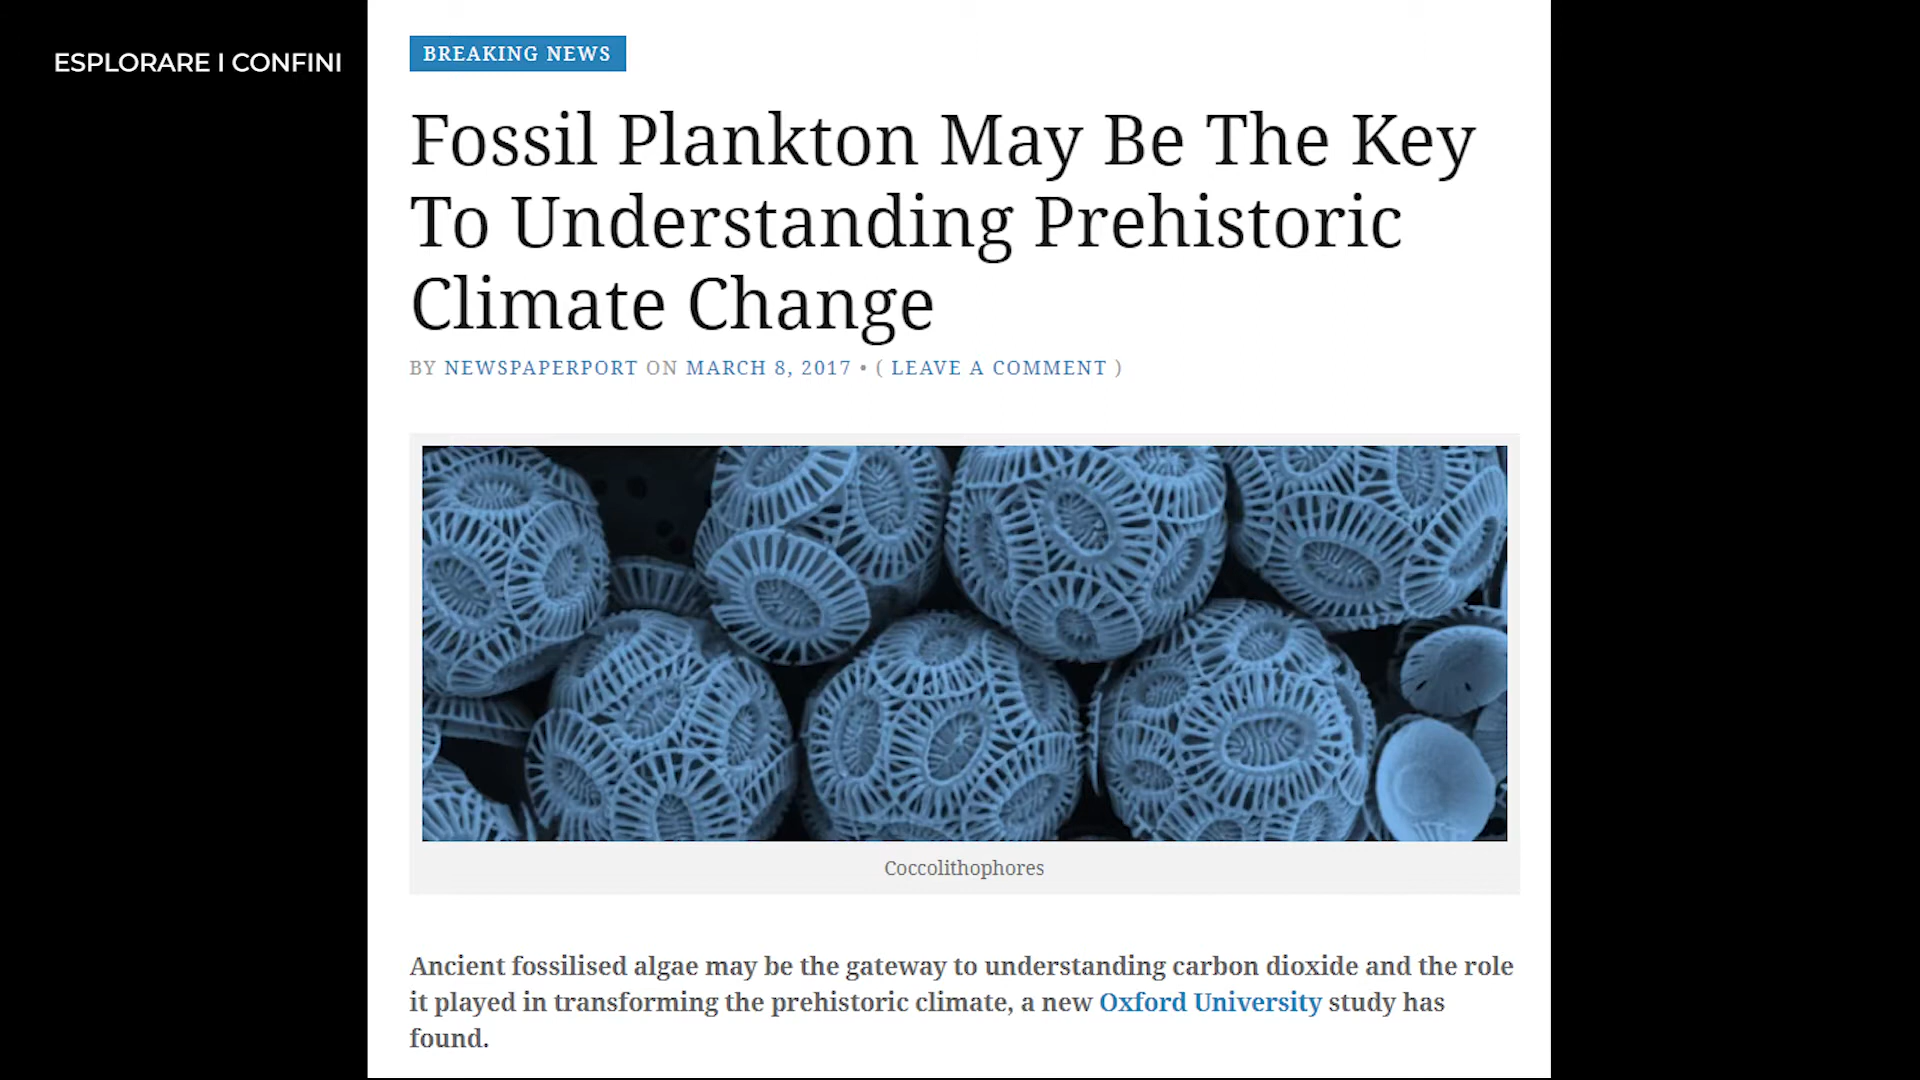 ESPLORARE I CONFINI
BREAKING NEWS
Fossil Plankton May Be The Key
To Understanding Prehistoric
Climate Change
BY NEWSPAPERPORT ON MARCH 8, 2017 • ( LEAVE A COMMENT )
Coccolithophores
Ancient fossilised algae may be the gateway to understanding carbon dioxide and the role
it played in transforming the prehistoric climate, a new Oxford University study has
found.